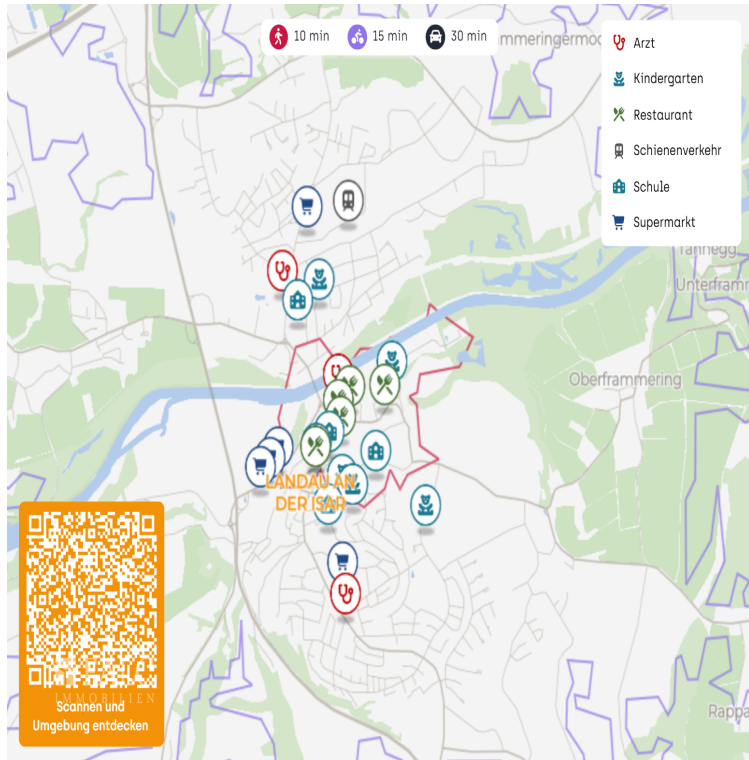 10 min
15 min
30 min
mmeringermoo
Arzt
Kindergarten
Restaurant
Schienenverkehr
Schule
Supermarkt
Tannegg
Unterframm
Oberframmering
LANDAU AN
DER ISAR
Rappa
IMMOBILIEN
Scannen und
Umgebung entdecken